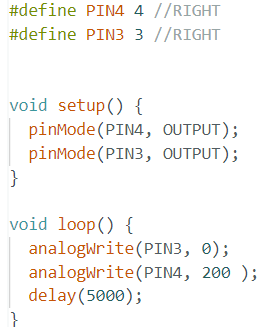 #define PIN4 4 //RIGHT
#define PIN3 3 //RIGHT
void setup() {
pinMode(PIN4, OUTPUT);
pinMode(PIN3, OUTPUT);
}
void loop() {
analogWrite(PIN3, 0);
analogWrite(PIN4, 200 );
delay(5000);
}